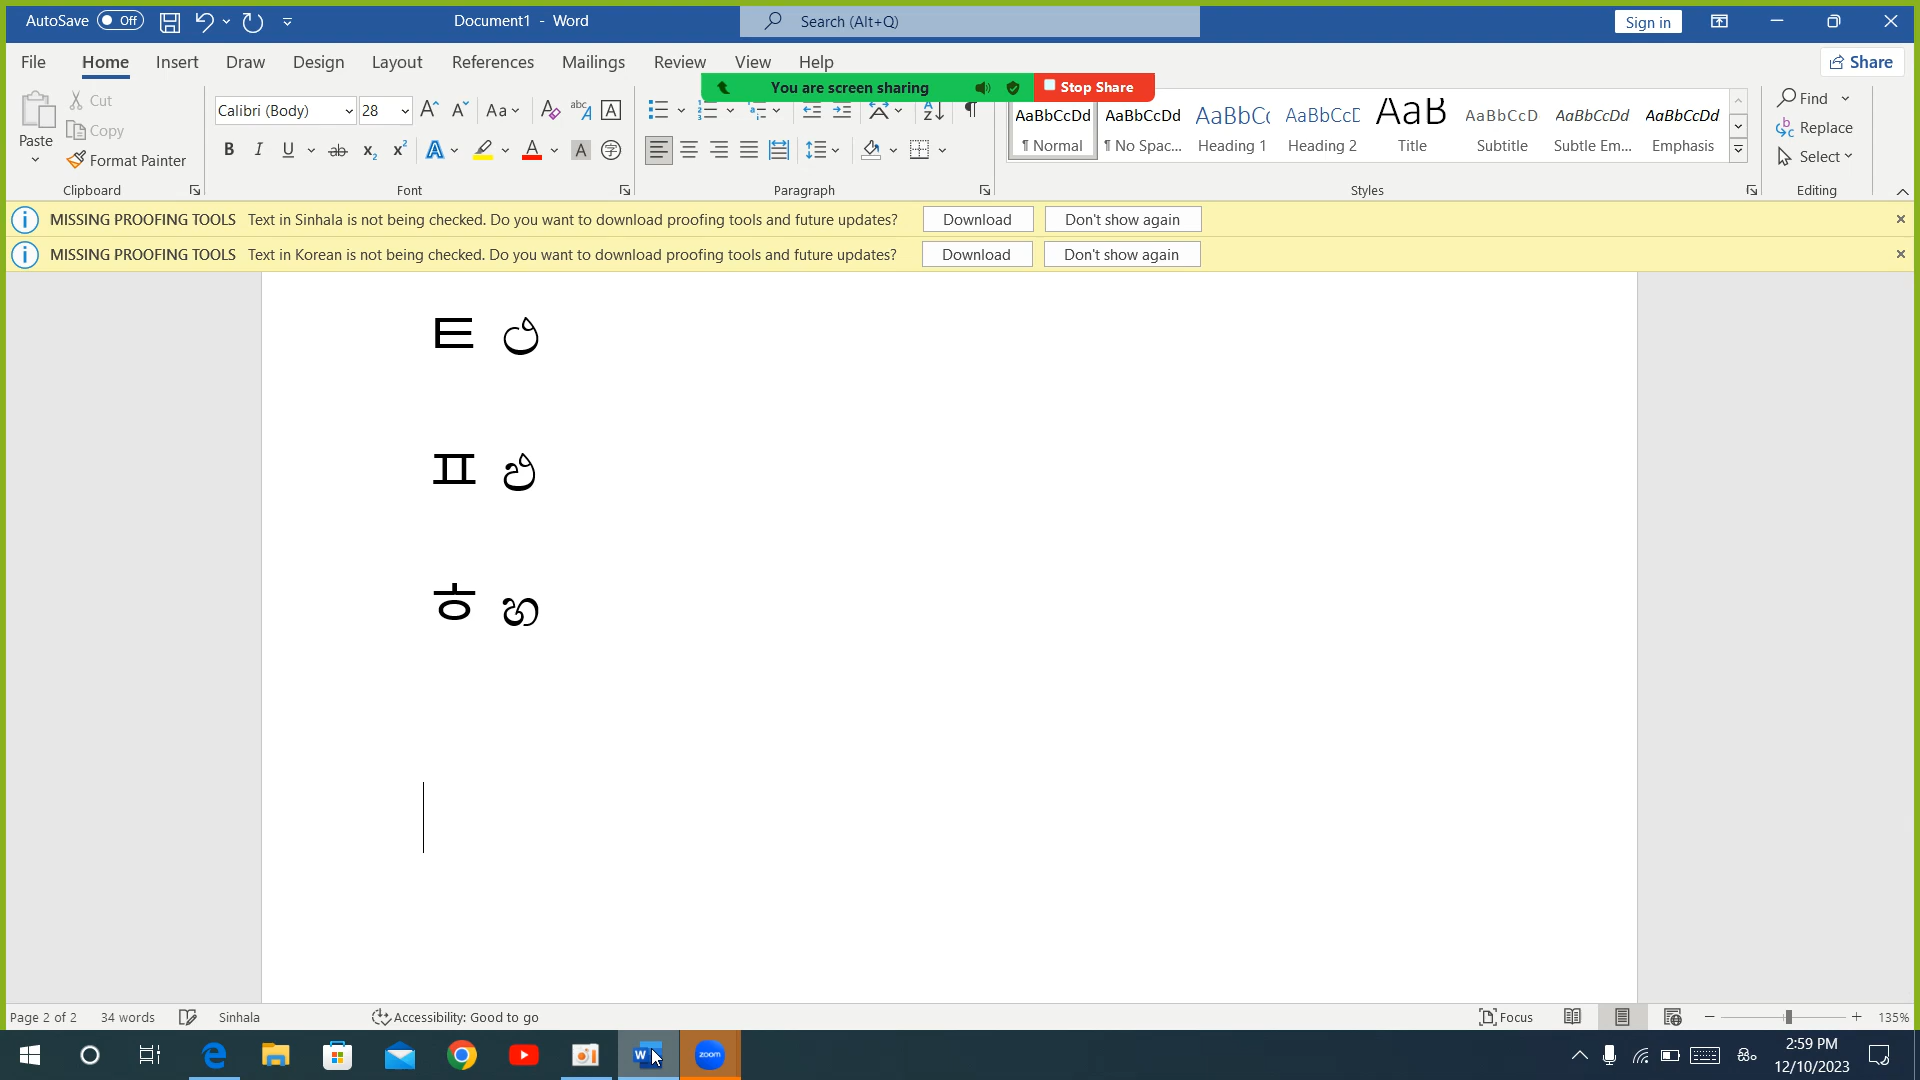 AutoSave Off Document1 - Word Search (Alt+Q) Sign in
File Home Insert Draw Design Layout References Mailings Review View Help Share
You are screen sharing Stop Share
Paste Cut Copy Format Painter Clipboard
Calibri (Body) 28 Font
Paragraph
AaBbCcDd AaBbCcDd AaBbCc AaBbCcD AaB AaBbCcD AaBbCcDd AaBbCcDd
¶ Normal ¶ No Spac... Heading 1 Heading 2 Title Subtitle Subtle Em... Emphasis
Styles
Find Replace Select Editing
MISSING PROOFING TOOLS Text in Sinhala is not being checked. Do you want to download proofing tools and future updates? Download Don't show again
MISSING PROOFING TOOLS Text in Korean is not being checked. Do you want to download proofing tools and future updates? Download Don't show again
ㅌ ථ
ㅍ ඵ
ㅎ හ
Page 2 of 2 34 words Sinhala Accessibility: Good to go Focus 135%
zoom
2:59 PM
12/10/2023